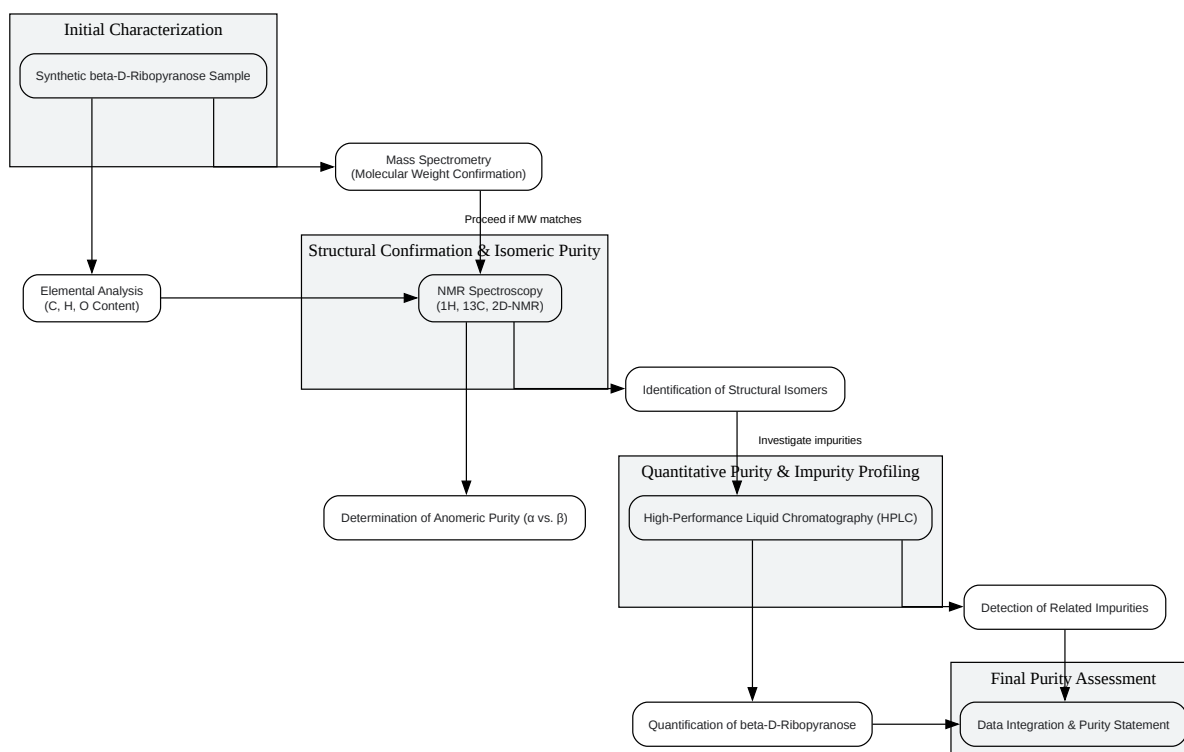 Initial Characterization
Synthetic beta-D-Ribopyranose Sample
Mass Spectrometry
(Molecular Weight Confirmation)
Proceed if MW matches
Structural Confirmation & Isomeric Purity
Elemental Analysis
(C, H, O Content)
NMR Spectroscopy
(1H, 13C, 2D-NMR)
Identification of Structural Isomers
Investigate impurities
Quantitative Purity & Impurity Profiling
Determination of Anomeric Purity (α vs. β)
High-Performance Liquid Chromatography (HPLC)
Detection of Related Impurities
Final Purity Assessment
Quantification of beta-D-Ribopyranose
Data Integration & Purity Statement